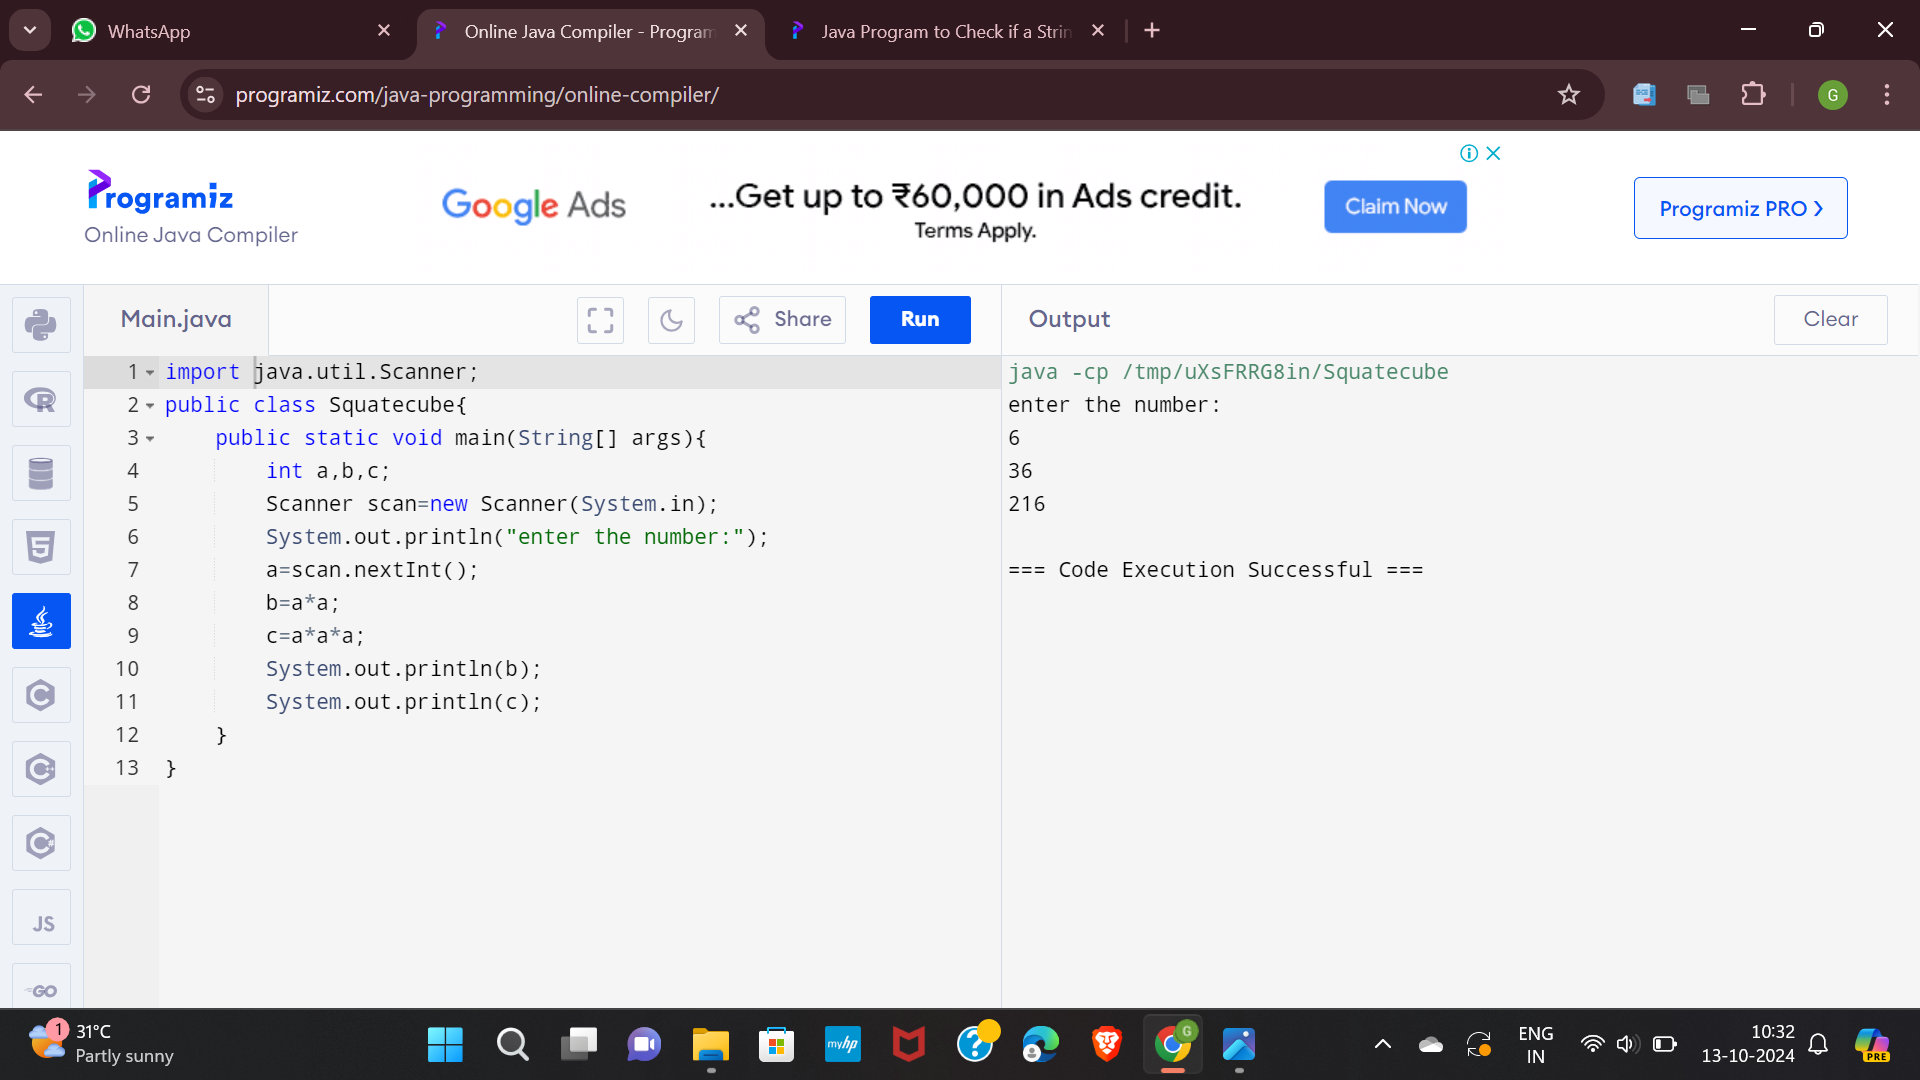 WhatsApp
Online Java Compiler - Program
Java Program to Check if a Strin
programiz.com/java-programming/online-compiler/
G
Programiz
Online Java Compiler
Google Ads
...Get up to ₹60,000 in Ads credit.
Terms Apply.
Claim Now
Programiz PRO
Main.java
Share
Run
Output
Clear
1 import java.util.Scanner;
2 public class Squatecube{
3 public static void main(String[] args){
4 int a,b,c;
5 Scanner scan=new Scanner(System.in);
6 System.out.println("enter the number:");
7 a=scan.nextInt();
8 b=a*a;
9 c=a*a*a;
10 System.out.println(b);
11 System.out.println(c);
12 }
13 }
java -cp /tmp/uXsFRRG8in/Squatecube
enter the number:
6
36
216
=== Code Execution Successful ===
R
5
C
C
C#
JS
GO
1
31°C
Partly sunny
myhp
G
ENG
IN
10:32
13-10-2024
PRE